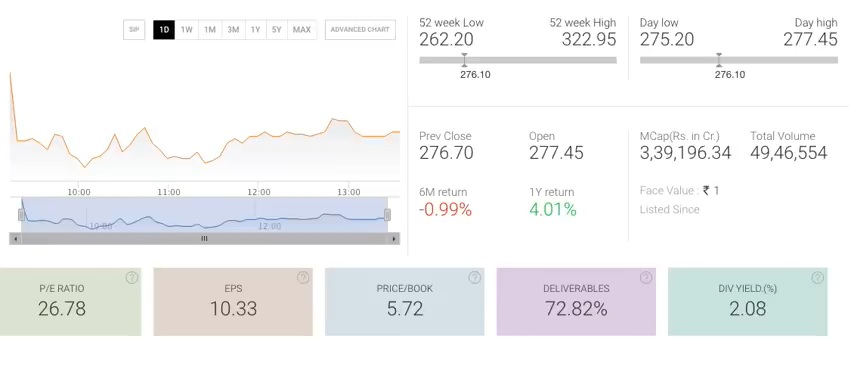 SIP 1D 1W 1M 3M 1Y 5Y MAX ADVANCED CHART
10:00 11:00 12:00 13:00
10:00 12:00
52 week Low 52 week High
262.20 322.95
276.10
Day low Day high
275.20 277.45
276.10
Prev Close Open
276.70 277.45
6M return 1Y return
-0.99% 4.01%
MCap(Rs. in Cr.) Total Volume
3,39,196.34 49,46,554
Face Value : ₹ 1
Listed Since
P/E RATIO ?
26.78
EPS ?
10.33
PRICE/BOOK ?
5.72
DELIVERABLES ?
72.82%
DIV YIELD.(%) ?
2.08